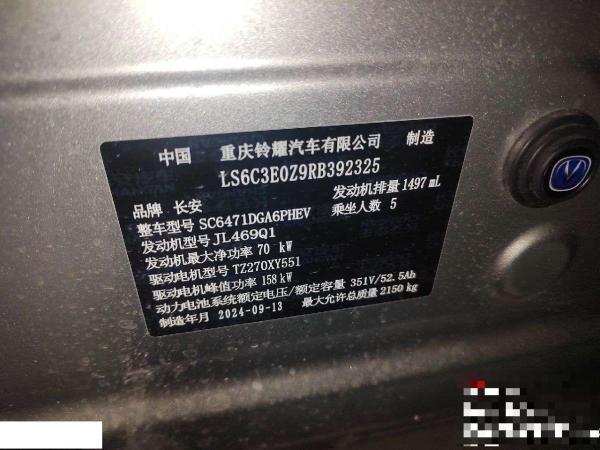 中国 重庆铃耀汽车有限公司 制造
LS6C3E0Z9RB392325
品牌 长安 发动机排量 1497 mL
整车型号 SC6471DGA6PHEV 乘坐人数 5
发动机型号 JL469Q1
发动机最大净功率 70 kW
驱动电机型号 TZ270XY551
驱动电机峰值功率 158 kW
动力电池系统额定电压/额定容量 351V/52.5Ah
制造年月 2024-09-13 最大允许总质量 2150 kg